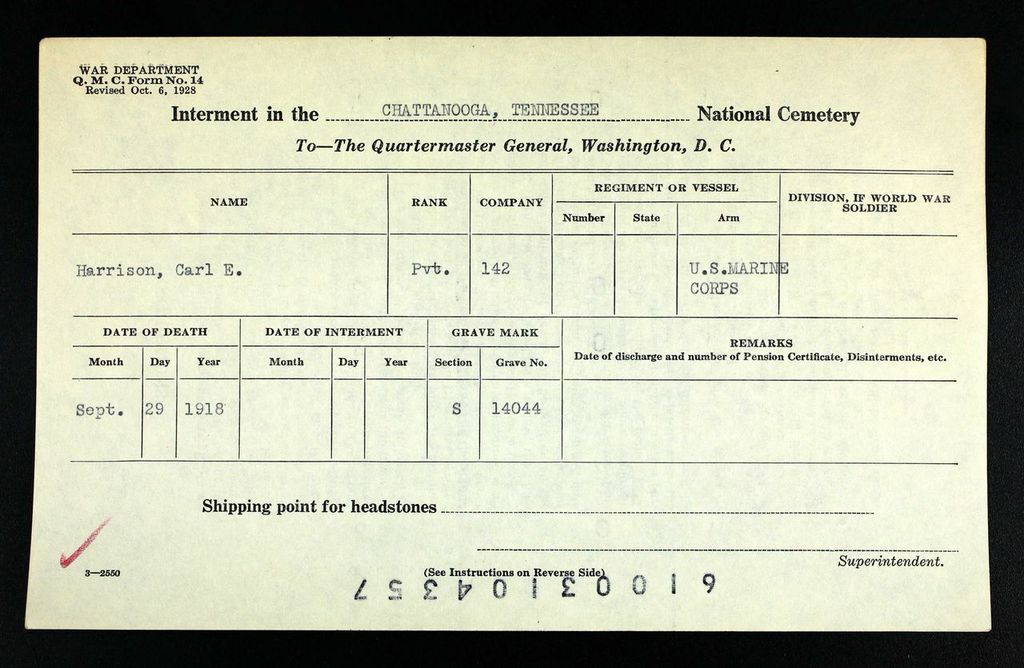 WAR DEPARTMENT
Q. M. C. Form No. 14
Revised Oct. 6, 1928
Interment in the CHATTANOOGA, TENNESSEE National Cemetery
To—The Quartermaster General, Washington, D. C.
NAME RANK COMPANY REGIMENT OR VESSEL DIVISION, IF WORLD WAR SOLDIER
Number State Arm
Harrison, Carl E. Pvt. 142 U.S.MARINE
CORPS
DATE OF DEATH DATE OF INTERMENT GRAVE MARK REMARKS
Date of discharge and number of Pension Certificate, Disinterments, etc.
Month Day Year Month Day Year Section Grave No.
Sept. 29 1918 S 14044
Shipping point for headstones
Superintendent.
3—2550 (See Instructions on Reverse Side)
61003104357